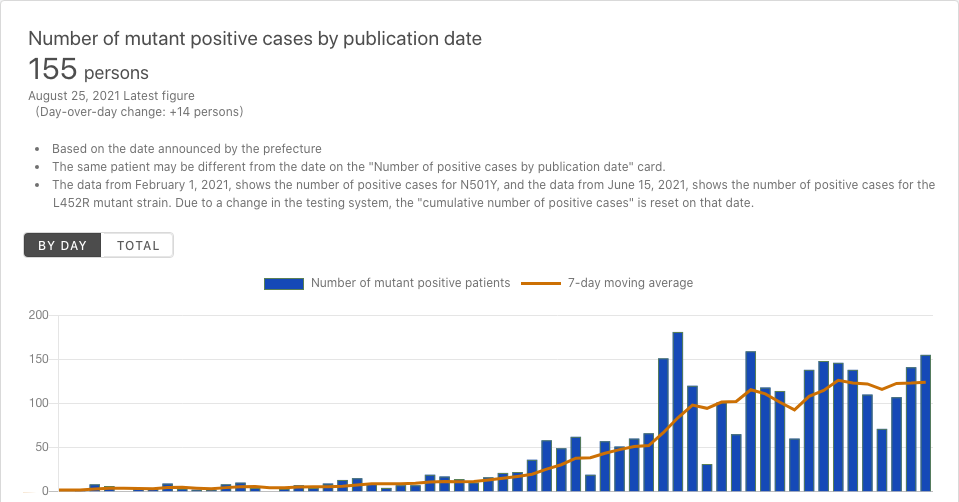 Number of mutant positive cases by publication date
155 persons
August 25, 2021 Latest figure
(Day-over-day change: +14 persons)
• Based on the date announced by the prefecture
• The same patient may be different from the date on the "Number of positive cases by publication date" card.
• The data from February 1, 2021, shows the number of positive cases for N501Y, and the data from June 15, 2021, shows the number of positive cases for the
L452R mutant strain. Due to a change in the testing system, the "cumulative number of positive cases" is reset on that date.
BY DAY TOTAL
Number of mutant positive patients 7-day moving average
200
150
100
50
0